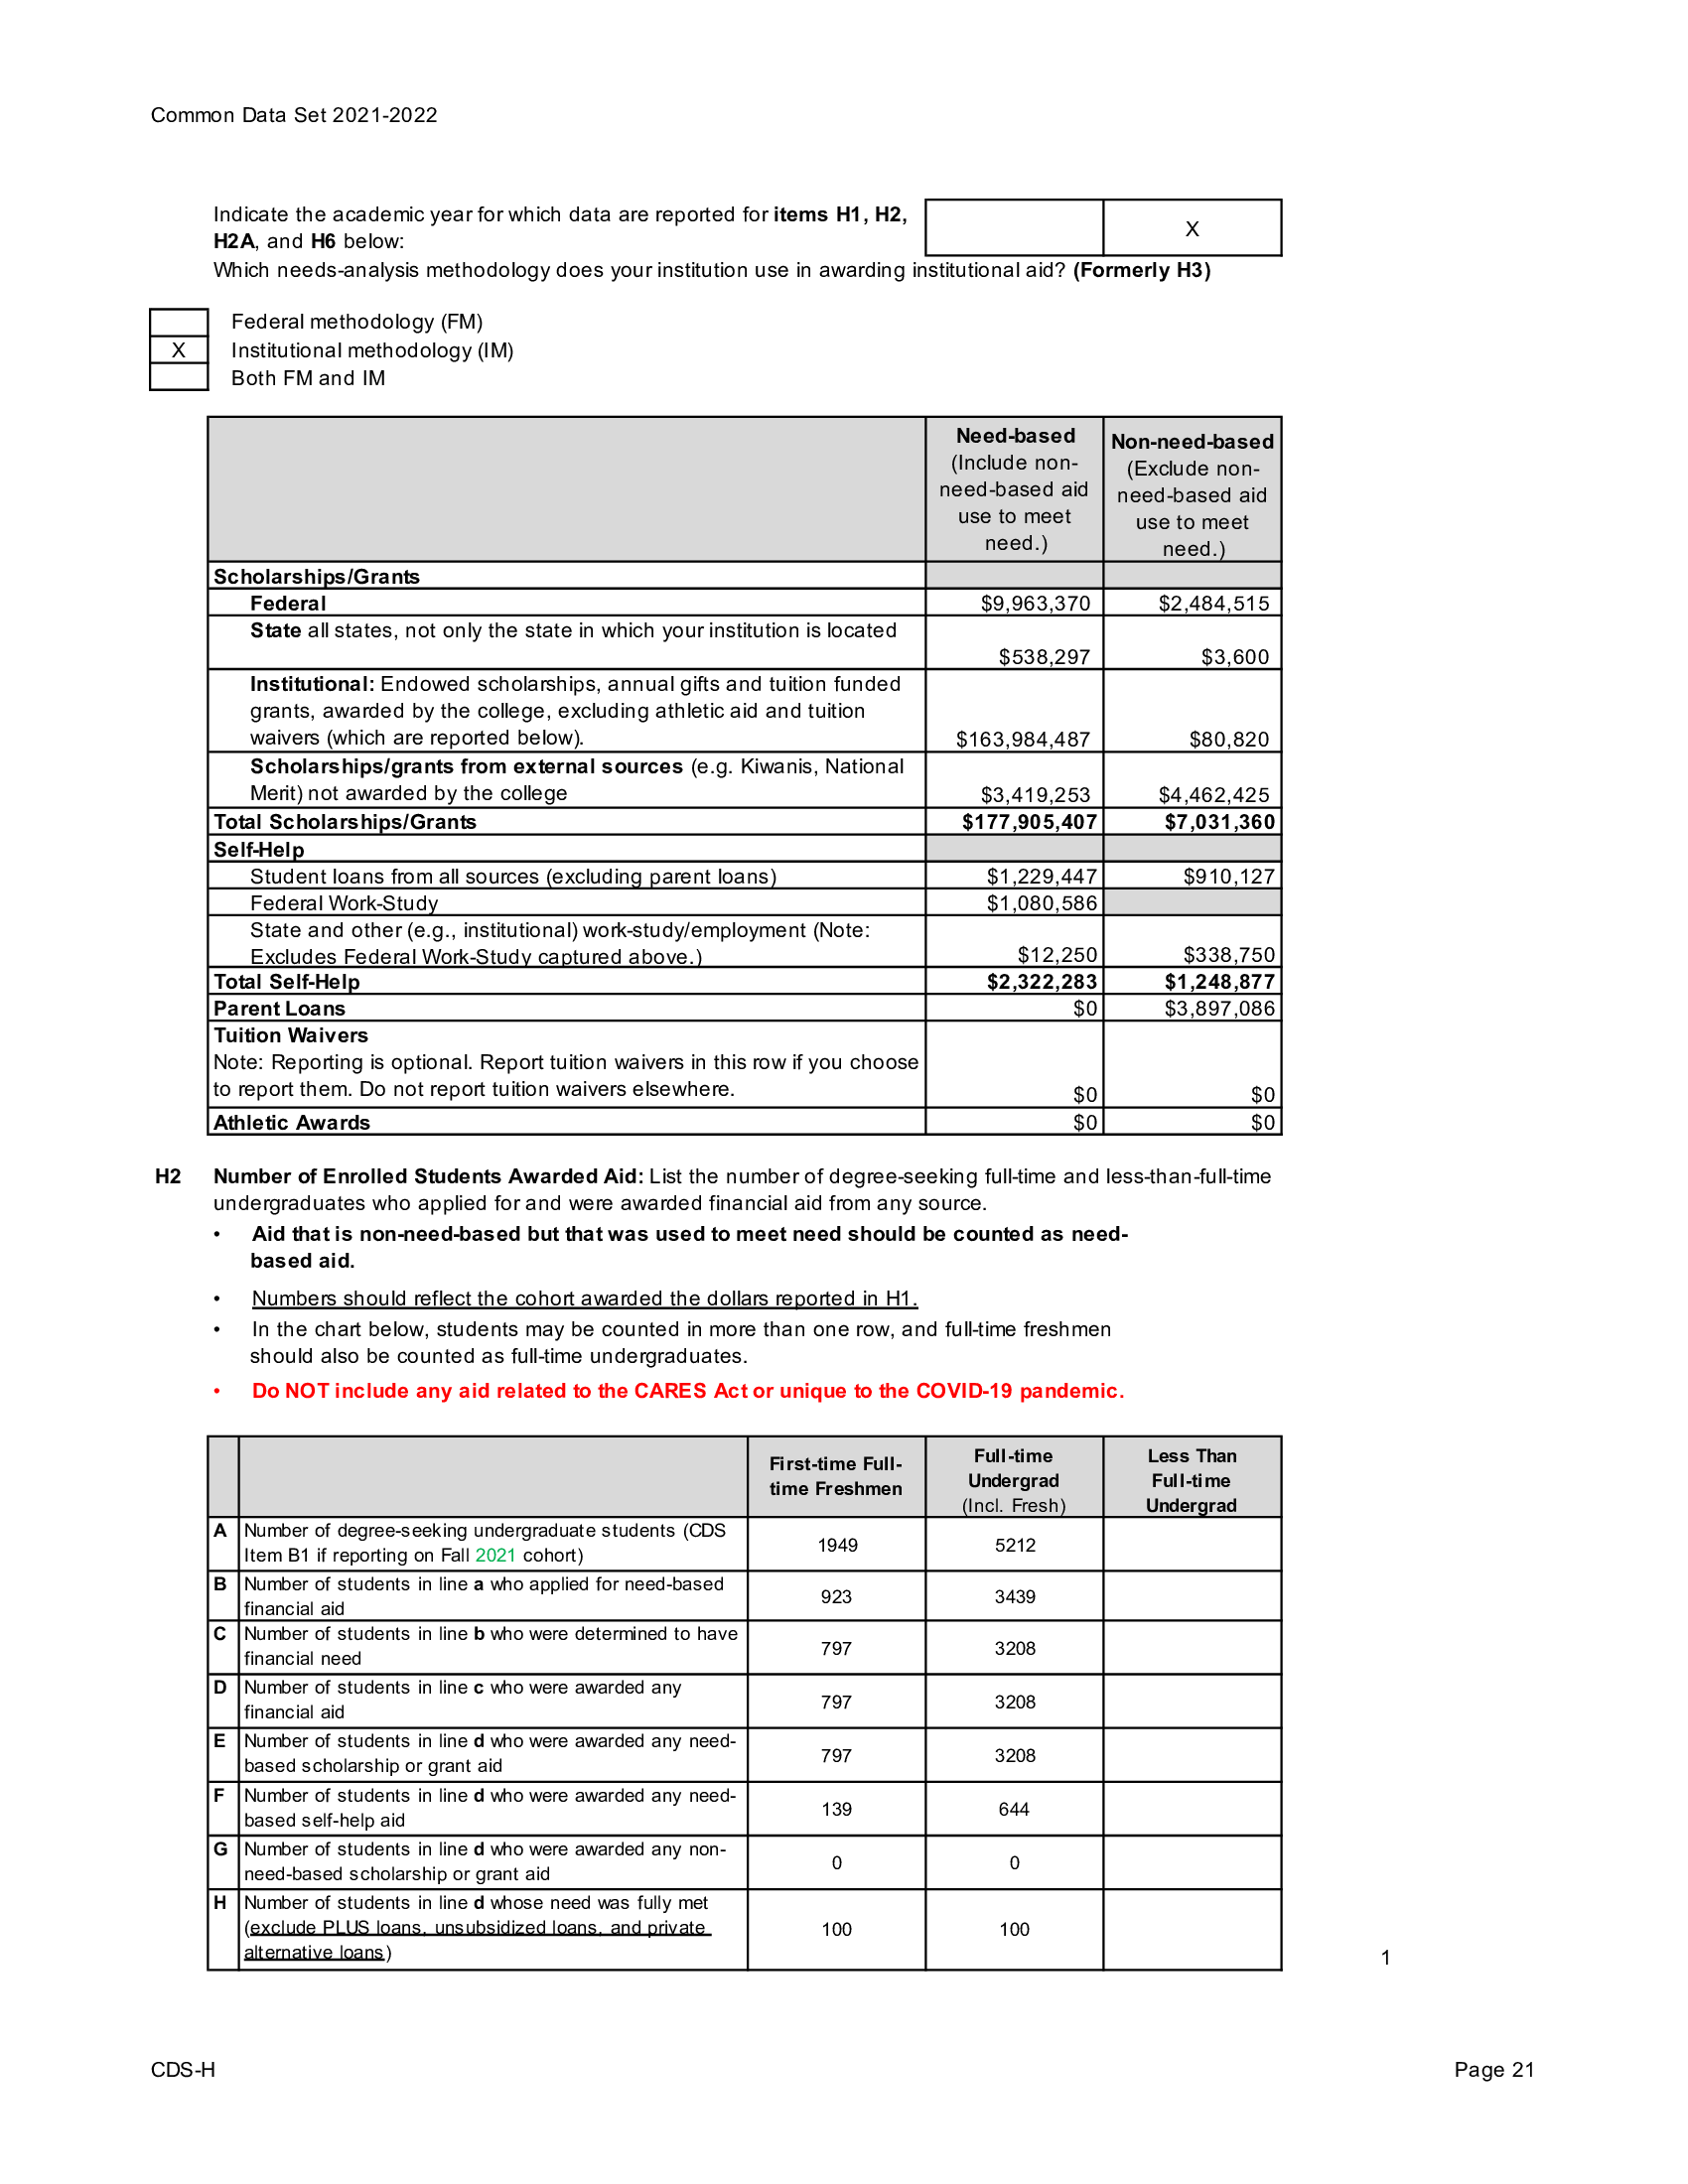 Common Data Set 2021-2022
Indicate the academic year for which data are reported for items H1, H2,
H2A, and H6 below:
X
Which needs-analysis methodology does your institution use in awarding institutional aid? (Formerly H3)
Federal methodology (FM)
X Institutional methodology (IM)
Both FM and IM
Need-based
(Include non-
need-based aid
use to meet
need.)
Non-need-based
(Exclude non-
need-based aid
use to meet
need.)
Scholarships/Grants
Federal $9,963,370 $2,484,515
State all states, not only the state in which your institution is located
$538,297 $3,600
Institutional: Endowed scholarships, annual gifts and tuition funded
grants, awarded by the college, excluding athletic aid and tuition
waivers (which are reported below). $163,984,487 $80,820
Scholarships/grants from external sources (e.g. Kiwanis, National
Merit) not awarded by the college $3,419,253 $4,462,425
Total Scholarships/Grants $177,905,407 $7,031,360
Self-Help
Student loans from all sources (excluding parent loans) $1,229,447 $910,127
Federal Work-Study $1,080,586
State and other (e.g., institutional) work-study/employment (Note:
Excludes Federal Work-Study captured above.) $12,250 $338,750
Total Self-Help $2,322,283 $1,248,877
Parent Loans $0 $3,897,086
Tuition Waivers
Note: Reporting is optional. Report tuition waivers in this row if you choose
to report them. Do not report tuition waivers elsewhere. $0 $0
Athletic Awards $0 $0
H2 Number of Enrolled Students Awarded Aid: List the number of degree-seeking full-time and less-than-full-time
undergraduates who applied for and were awarded financial aid from any source.
• Aid that is non-need-based but that was used to meet need should be counted as need-
based aid.
• Numbers should reflect the cohort awarded the dollars reported in H1.
• In the chart below, students may be counted in more than one row, and full-time freshmen
should also be counted as full-time undergraduates.
• Do NOT include any aid related to the CARES Act or unique to the COVID-19 pandemic.
First-time Full-
time Freshmen
Full-time
Undergrad
(Incl. Fresh)
Less Than
Full-time
Undergrad
A Number of degree-seeking undergraduate students (CDS
Item B1 if reporting on Fall 2021 cohort) 1949 5212
B Number of students in line a who applied for need-based
financial aid 923 3439
C Number of students in line b who were determined to have
financial need 797 3208
D Number of students in line c who were awarded any
financial aid 797 3208
E Number of students in line d who were awarded any need-
based scholarship or grant aid 797 3208
F Number of students in line d who were awarded any need-
based self-help aid 139 644
G Number of students in line d who were awarded any non-
need-based scholarship or grant aid 0 0
H Number of students in line d whose need was fully met
(exclude PLUS loans, unsubsidized loans, and private
alternative loans) 100 100
1
CDS-H Page 21